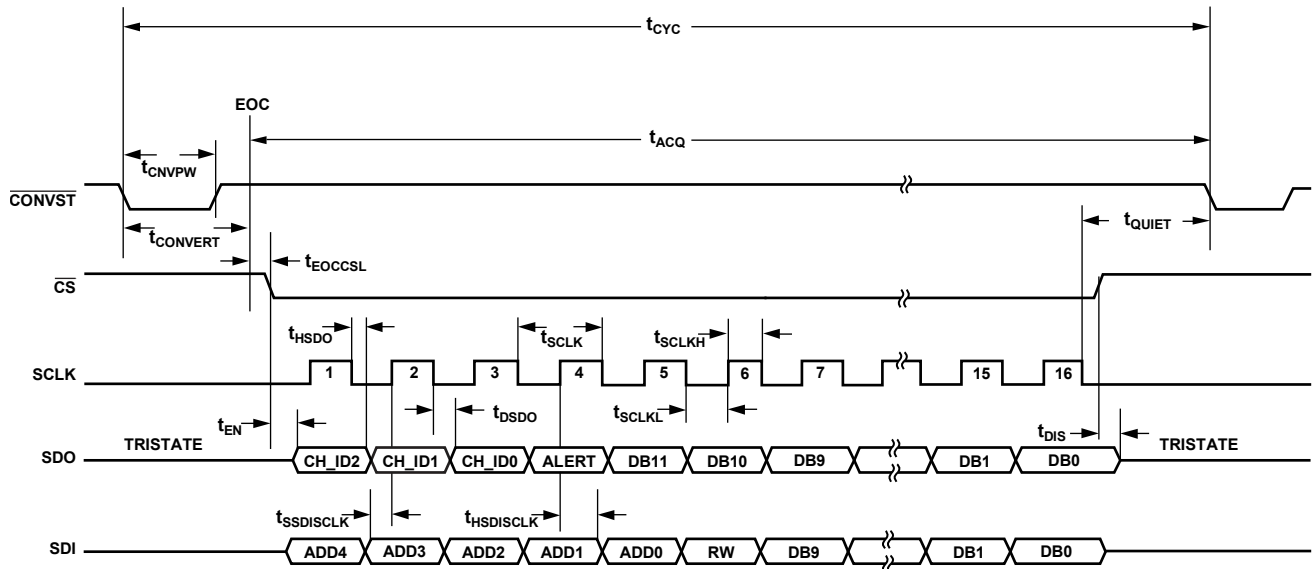 tCYC
EOC
tACQ
tCNVPW
CONVST
tCONVERT
tQUIET
tEOCCSL
CS
tHSDO
tSCLK
tSCLKH
SCLK
1 2 3 4 5 6 7 15 16
tEN
tDSDO
tSCLKL
tDIS
SDO TRISTATE CH_ID2 CH_ID1 CH_ID0 ALERT DB11 DB10 DB9 DB1 DB0 TRISTATE
tSSDISCLK
tHSDISCLK
SDI ADD4 ADD3 ADD2 ADD1 ADD0 RW DB9 DB1 DB0